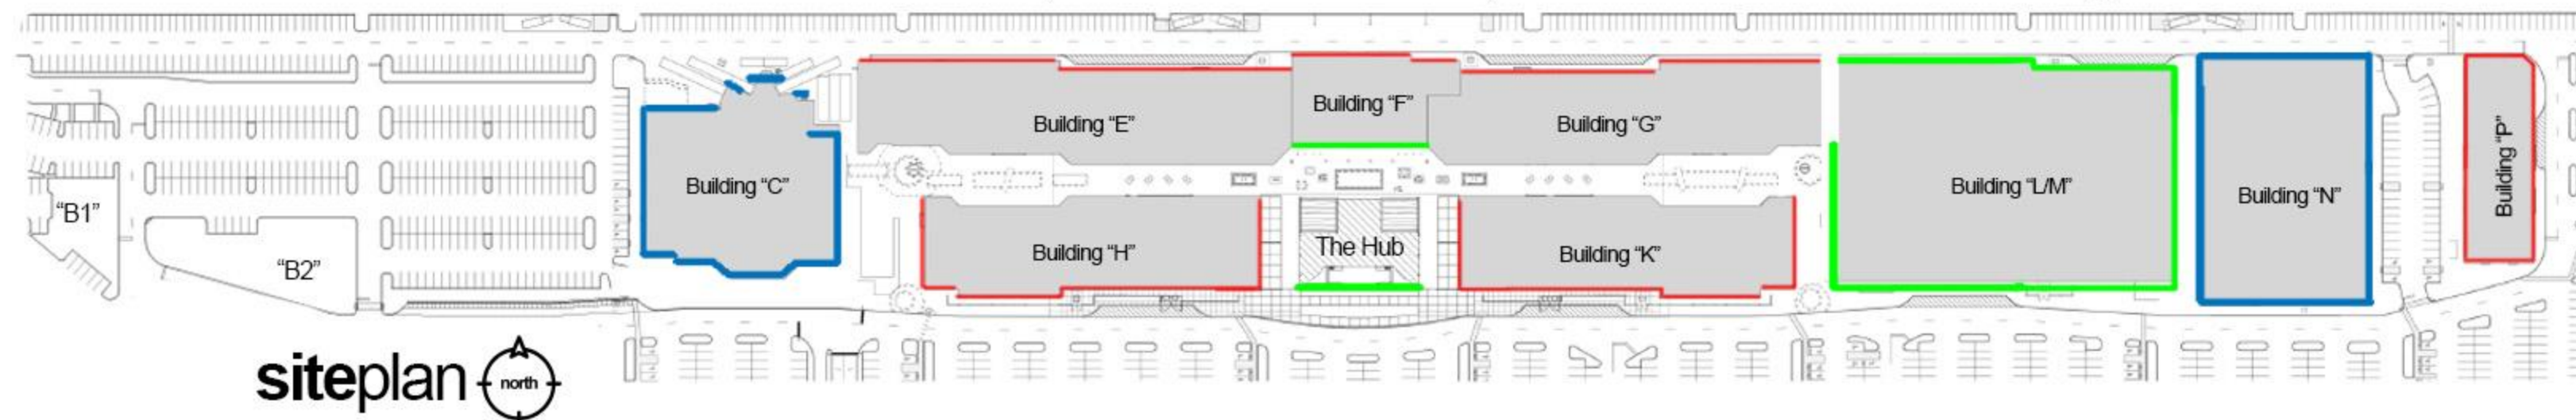 Building “E”
Building “F”
Building “G”
Building “C”
Building “L/M”
Building “N”
Building “P”
“B1”
“B2”
Building “H”
The Hub
Building “K”
siteplan
north